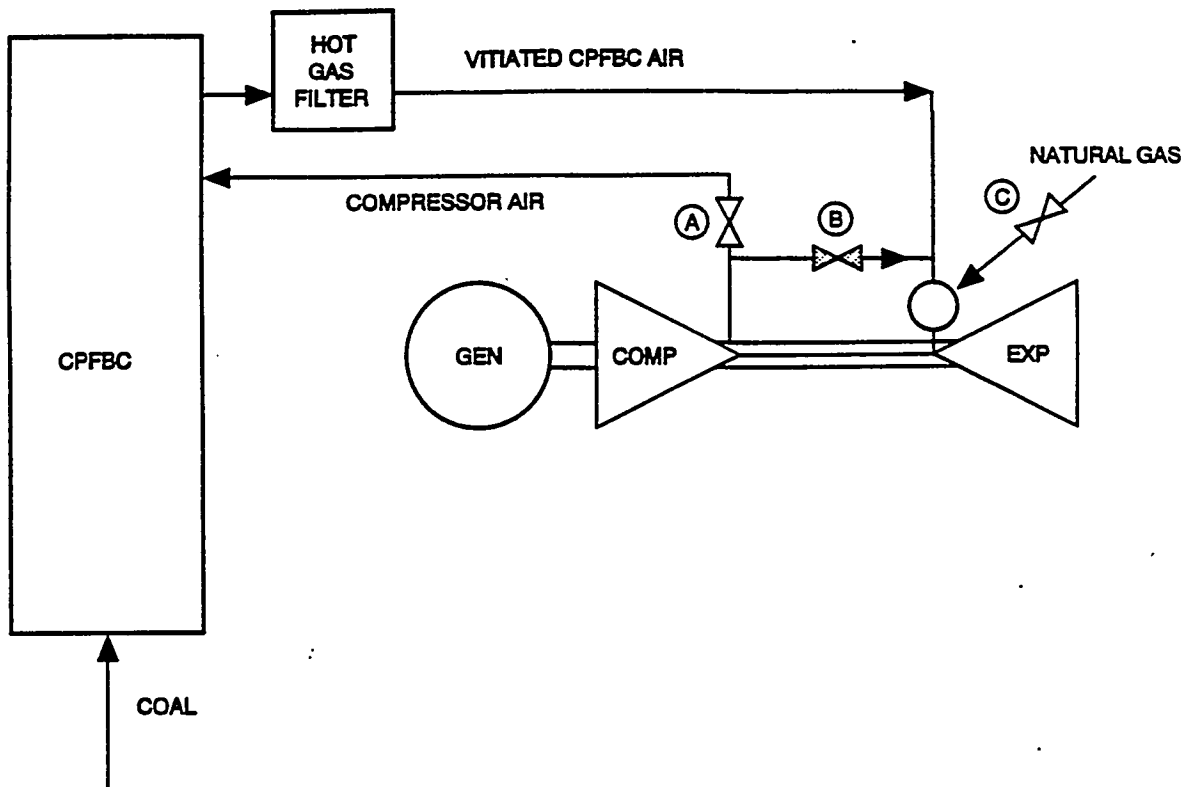 HOT
GAS
FILTER
VITIATED CPFBC AIR
NATURAL GAS
COMPRESSOR AIR
A
B
C
CPFBC
GEN
COMP
EXP
COAL